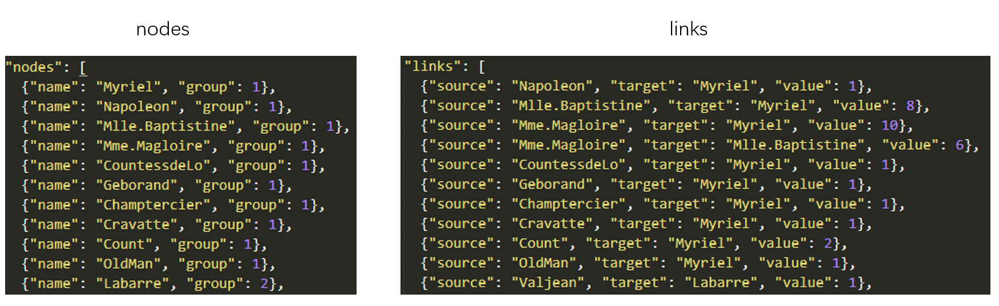 nodes
"nodes": [
{"name": "Myriel", "group": 1},
{"name": "Napoleon", "group": 1},
{"name": "Mlle.Baptistine", "group": 1},
{"name": "Mme.Magloire", "group": 1},
{"name": "CountessdeLo", "group": 1},
{"name": "Geborand", "group": 1},
{"name": "Champtercier", "group": 1},
{"name": "Cravatte", "group": 1},
{"name": "Count", "group": 1},
{"name": "OldMan", "group": 1},
{"name": "Labarre", "group": 2},
links
"links": [
{"source": "Napoleon", "target": "Myriel", "value": 1},
{"source": "Mlle.Baptistine", "target": "Myriel", "value": 8},
{"source": "Mme.Magloire", "target": "Myriel", "value": 10},
{"source": "Mme.Magloire", "target": "Mlle.Baptistine", "value": 6},
{"source": "CountessdeLo", "target": "Myriel", "value": 1},
{"source": "Geborand", "target": "Myriel", "value": 1},
{"source": "Champtercier", "target": "Myriel", "value": 1},
{"source": "Cravatte", "target": "Myriel", "value": 1},
{"source": "Count", "target": "Myriel", "value": 2},
{"source": "OldMan", "target": "Myriel", "value": 1},
{"source": "Valjean", "target": "Labarre", "value": 1},